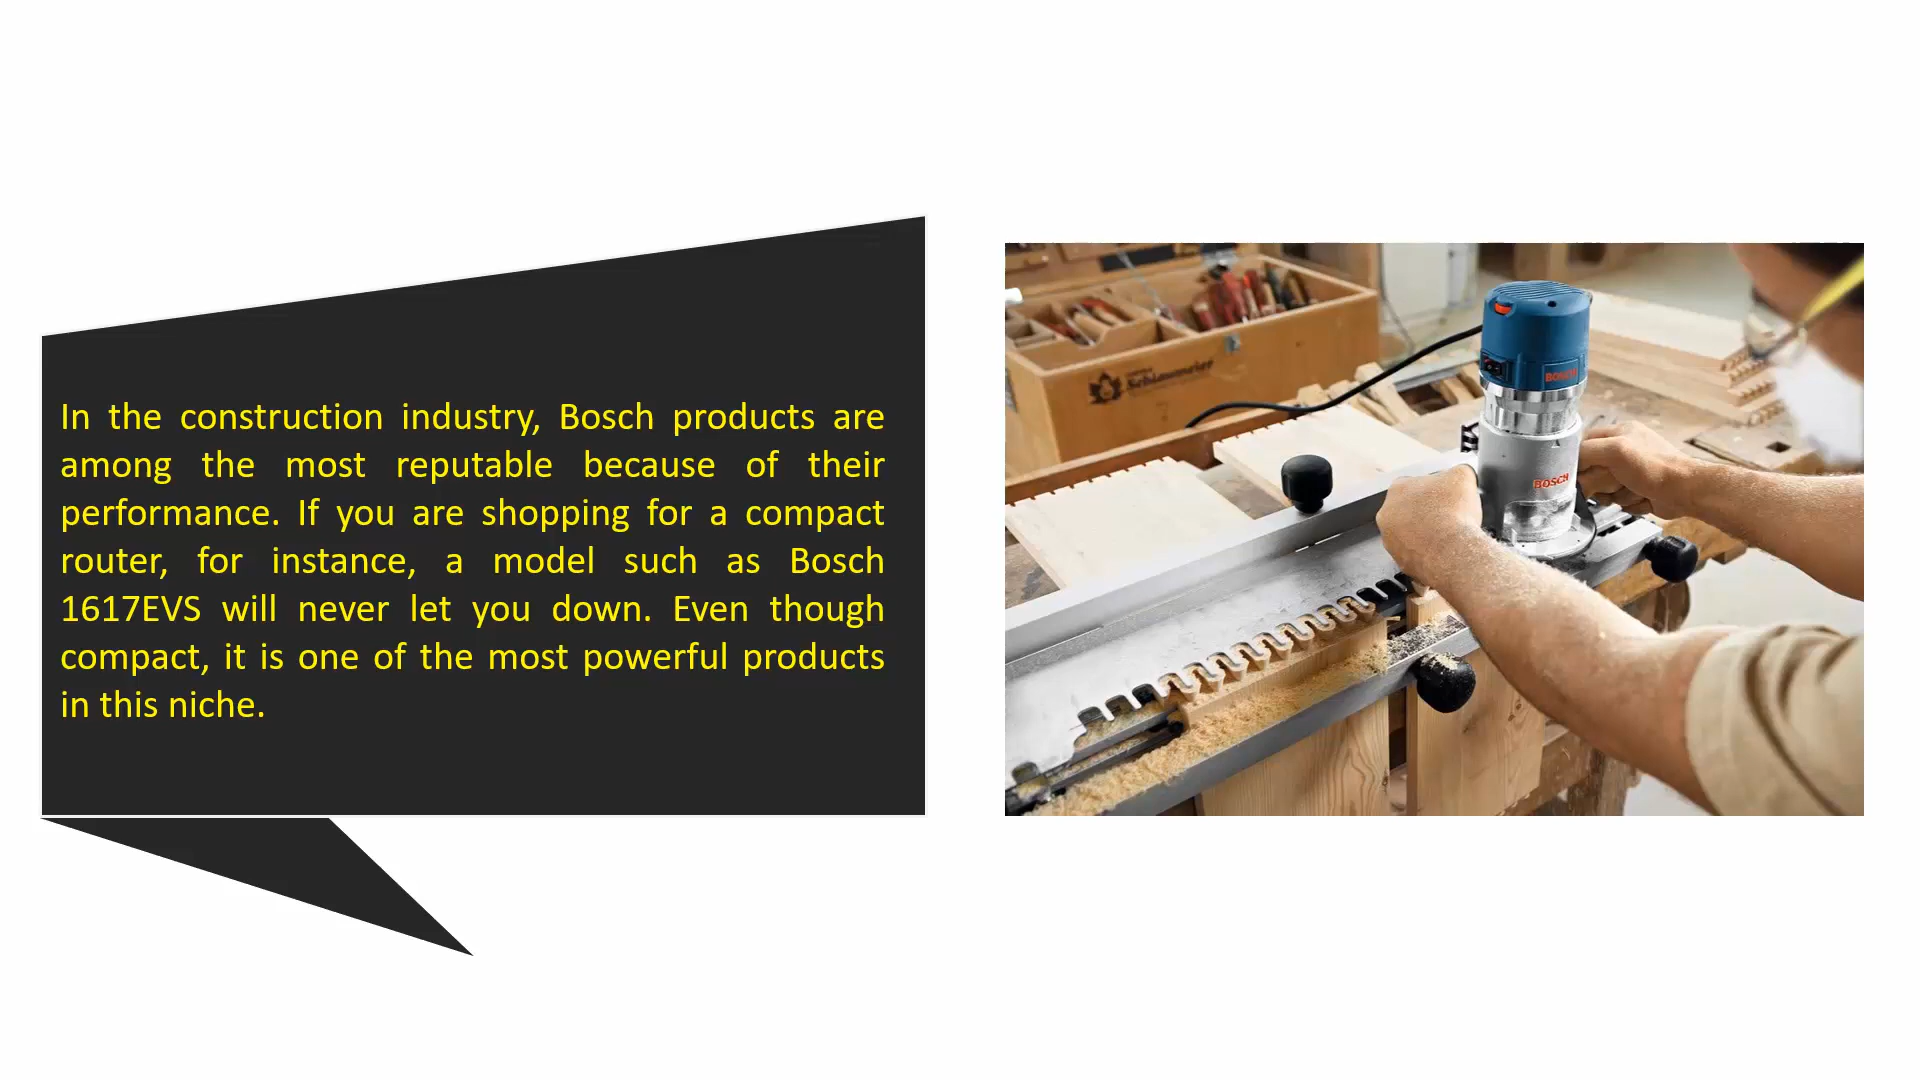 In the construction industry, Bosch products are
among the most reputable because of their
performance. If you are shopping for a compact
router, for instance, a model such as Bosch
1617EVS will never let you down. Even though
compact, it is one of the most powerful products
in this niche.
BOSCH
BOSCH